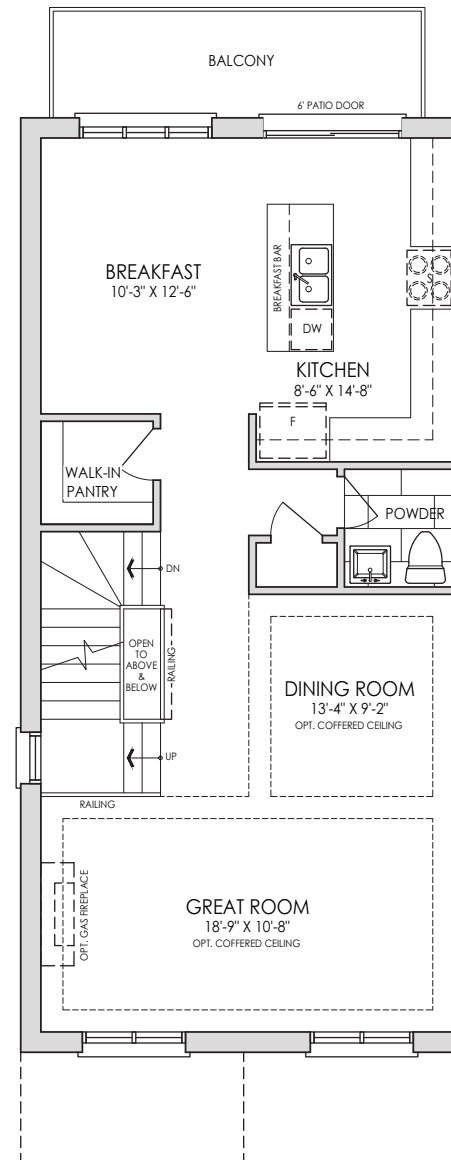 BALCONY
6' PATIO DOOR
BREAKFAST
10'-3" X 12'-6"
BREAKFAST BAR
S
DW
KITCHEN
8'-6" X 14'-8"
F
WALK-IN
PANTRY
POWDER
DN
OPEN
TO
ABOVE
&
BELOW
RAILING
DINING ROOM
13'-4" X 9'-2"
OPT. COFFERED CEILING
UP
RAILING
OPT. GAS FIREPLACE
GREAT ROOM
18'-9" X 10'-8"
OPT. COFFERED CEILING